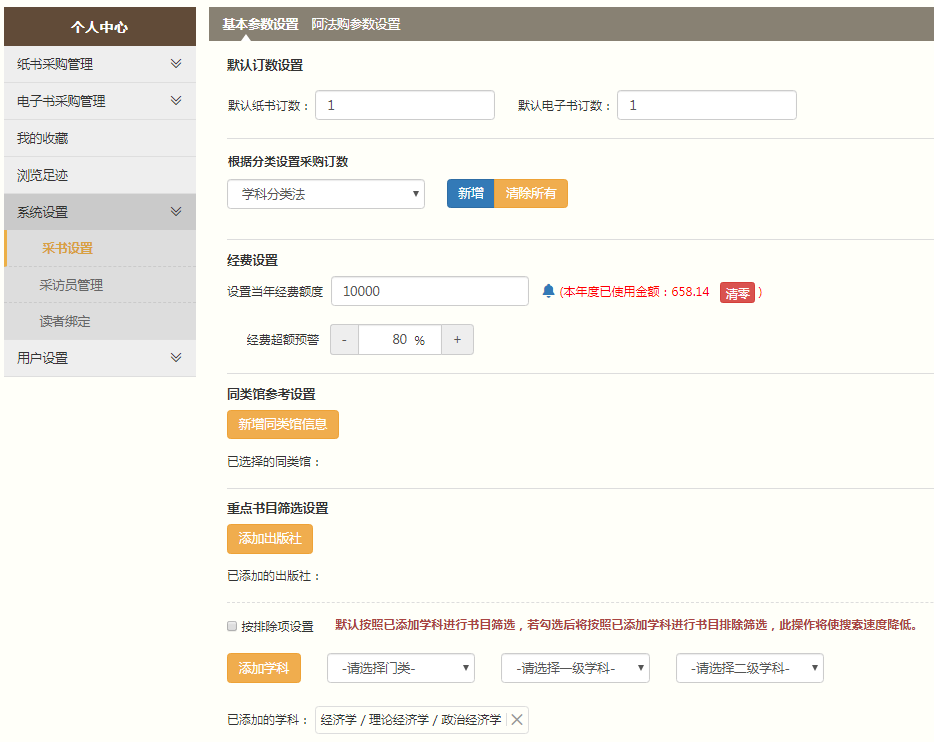 个人中心
纸书采购管理
电子书采购管理
我的收藏
浏览足迹
系统设置
采书设置
采访员管理
读者绑定
用户设置
基本参数设置 阿法购参数设置
默认订数设置
默认纸书订数： 1 默认电子书订数： 1
根据分类设置采购订数
学科分类法 新增 清除所有
经费设置
设置当年经费额度 10000 (本年度已使用金额：658.14 清零 )
经费超额预警 - 80 % +
同类馆参考设置
新增同类馆信息
已选择的同类馆：
重点书目筛选设置
添加出版社
已添加的出版社：
按排除项设置 默认按照已添加学科进行书目筛选，若勾选后将按照已添加学科进行书目排除筛选，此操作将使搜索速度降低。
添加学科 -请选择门类- -请选择一级学科- -请选择二级学科-
已添加的学科： 经济学 / 理论经济学 / 政治经济学